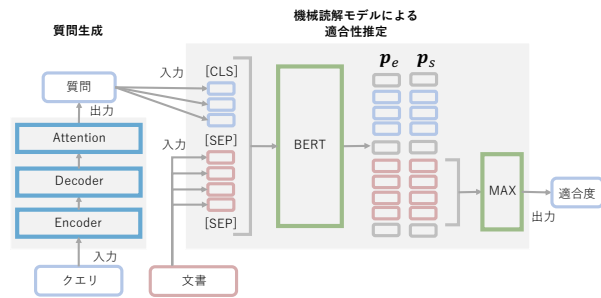 質問生成
機械読解モデルによる
適合性推定
質問
出力
Attention
Decoder
Encoder
入力
クエリ
入力
[CLS]
入力
[SEP]
[SEP]
文書
BERT
p_e
p_s
MAX
出力
適合度